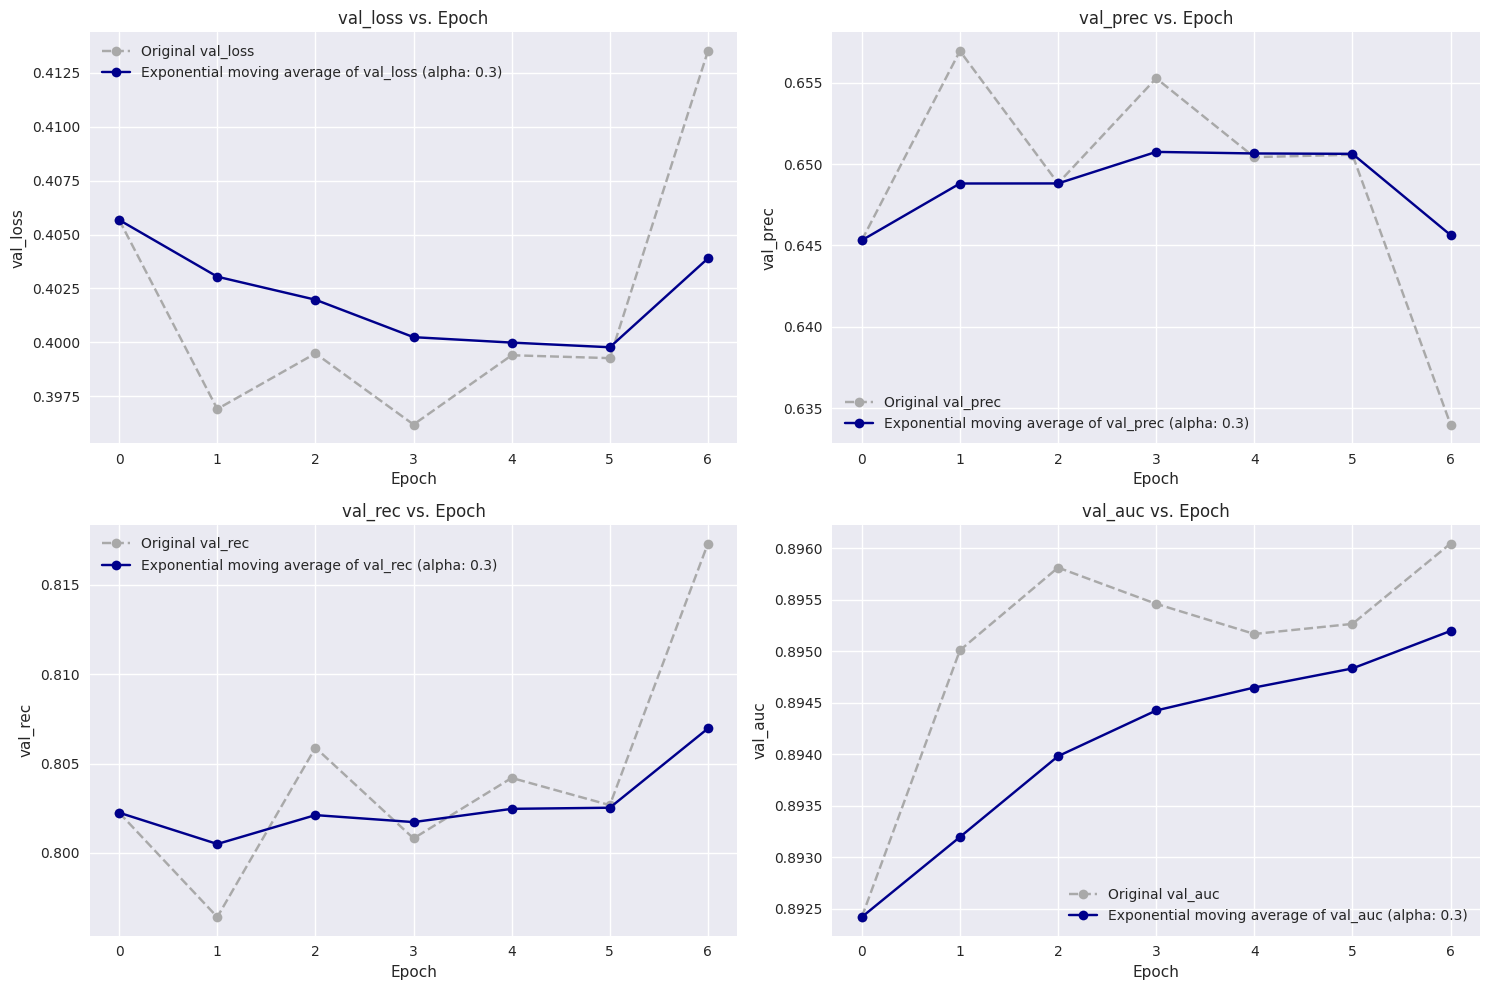 val_loss vs. Epoch
Original val_loss
Exponential moving average of val_loss (alpha: 0.3)
0.4125
0.4100
0.4075
0.4050
0.4025
0.4000
0.3975
val_loss
0 1 2 3 4 5 6
Epoch
val_prec vs. Epoch
0.655
0.650
0.645
0.640
0.635
val_prec
Original val_prec
Exponential moving average of val_prec (alpha: 0.3)
0 1 2 3 4 5 6
Epoch
val_rec vs. Epoch
Original val_rec
Exponential moving average of val_rec (alpha: 0.3)
0.815
0.810
0.805
0.800
val_rec
0 1 2 3 4 5 6
Epoch
val_auc vs. Epoch
0.8960
0.8955
0.8950
0.8945
0.8940
0.8935
0.8930
0.8925
val_auc
Original val_auc
Exponential moving average of val_auc (alpha: 0.3)
0 1 2 3 4 5 6
Epoch